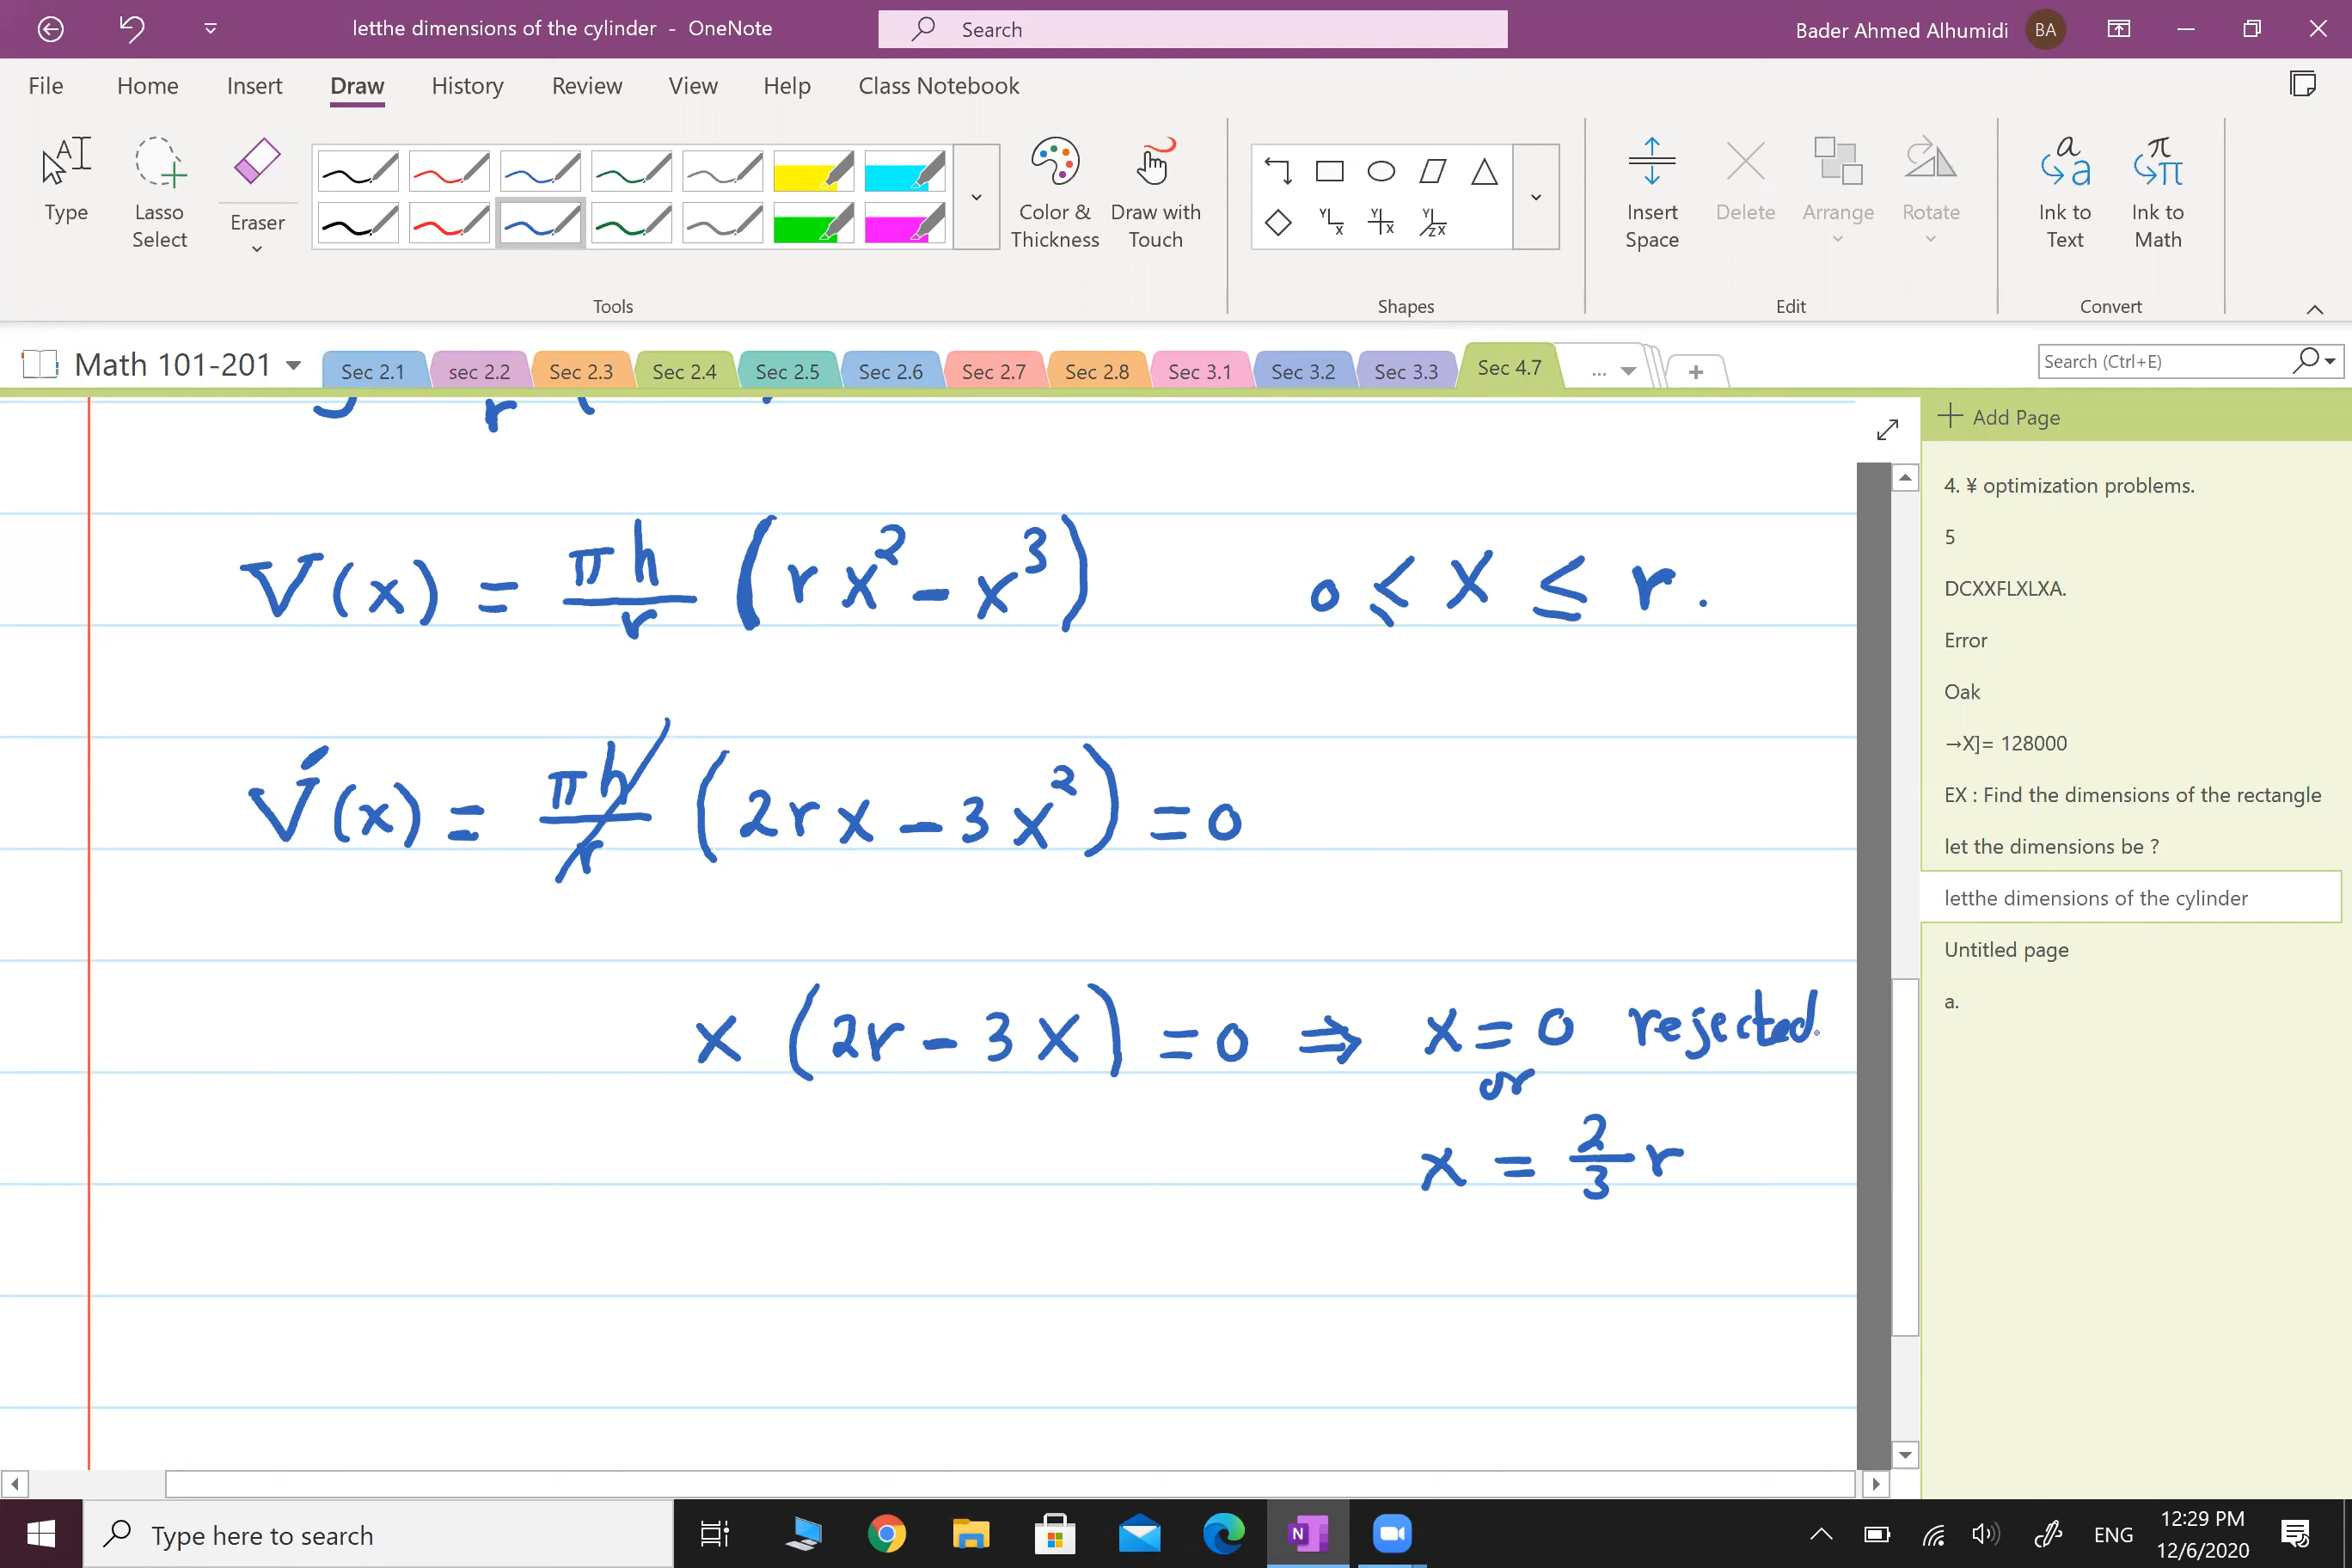 letthe dimensions of the cylinder - OneNote
Search
Bader Ahmed Alhumidi BA
File Home Insert Draw History Review View Help Class Notebook
Type
Lasso Select
Eraser
Color & Thickness
Draw with Touch
Insert Space
Delete
Arrange
Rotate
Ink to Text
Ink to Math
Tools Shapes Edit Convert
Math 101-201 Sec 2.1 sec 2.2 Sec 2.3 Sec 2.4 Sec 2.5 Sec 2.6 Sec 2.7 Sec 2.8 Sec 3.1 Sec 3.2 Sec 3.3 Sec 4.7 ... +
Search (Ctrl+E)
V(x) = πh/r (rx² - x³) 0 ≤ x ≤ r.
V́(x) = πh/r (2rx - 3x²) = 0
x (2r - 3x) = 0 ⇒ x = 0 rejected.
or
x = 2/3 r
Add Page
4. ¥ optimization problems.
5
DCXXFLXLXA.
Error
Oak
→X]= 128000
EX : Find the dimensions of the rectangle
let the dimensions be ?
letthe dimensions of the cylinder
Untitled page
a.
Type here to search
ENG
12:29 PM
12/6/2020